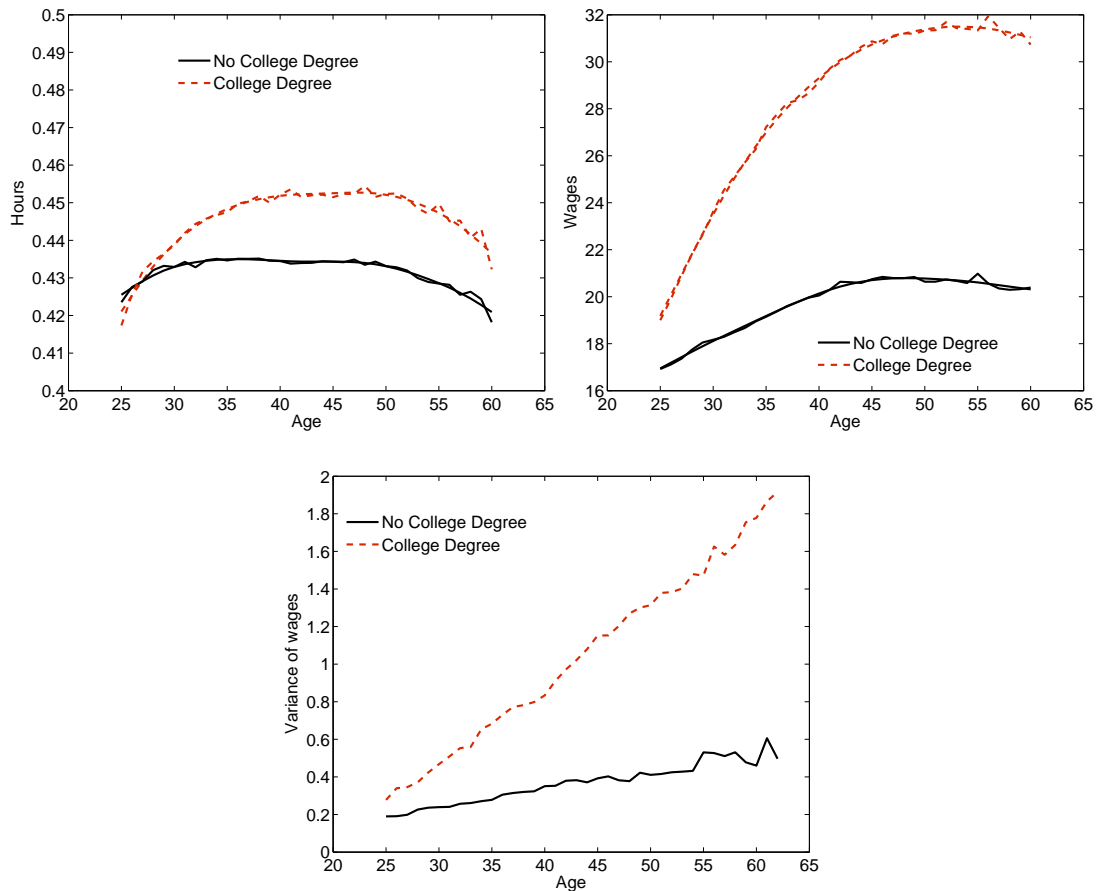 0.5
0.49
0.48
0.47
0.46
0.45
0.44
0.43
0.42
0.41
0.4
Hours
No College Degree
College Degree
20 25 30 35 40 45 50 55 60 65
Age
32
30
28
26
24
22
20
18
16
Wages
No College Degree
College Degree
20 25 30 35 40 45 50 55 60 65
Age
2
1.8
1.6
1.4
1.2
1
0.8
0.6
0.4
0.2
0
Variance of wages
No College Degree
College Degree
20 25 30 35 40 45 50 55 60 65
Age